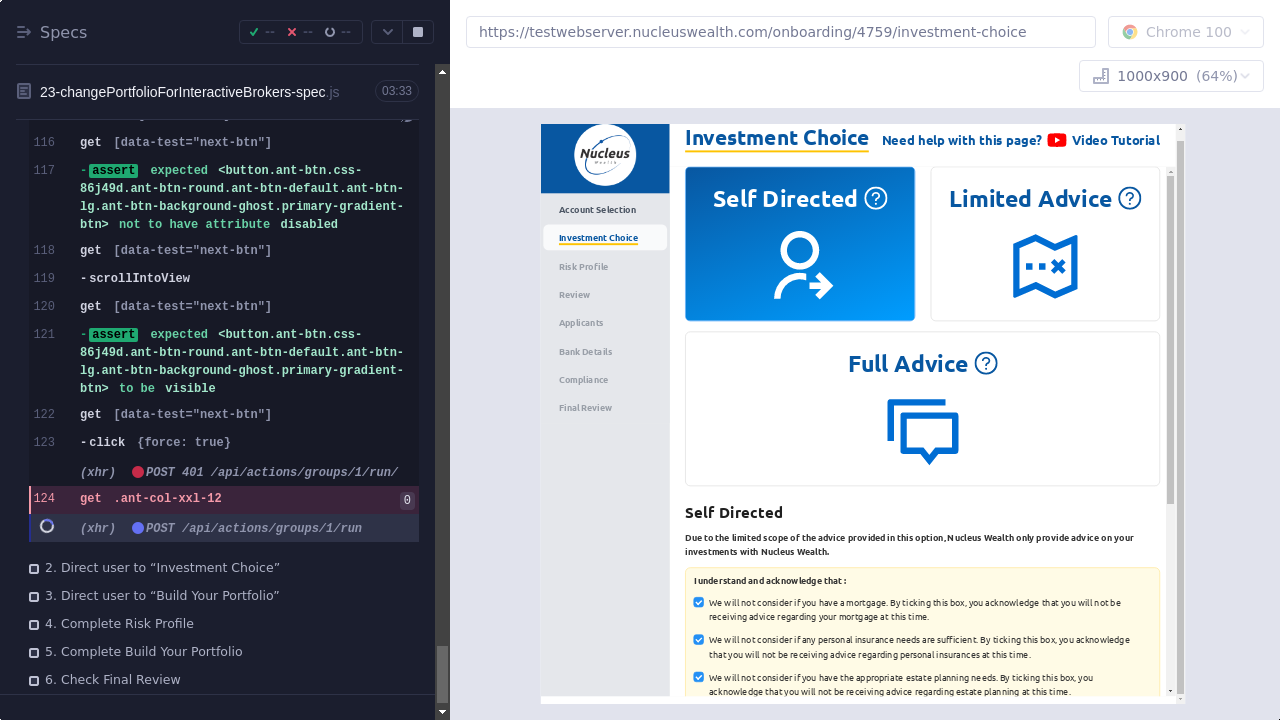 Specs
--
--
--
23-changePortfolioForInteractiveBrokers-spec.js
03:33
116 get [data-test="next-btn"]
117 -assert expected <button.ant-btn.css-
86j49d.ant-btn-round.ant-btn-default.ant-btn-
lg.ant-btn-background-ghost.primary-gradient-
btn> not to have attribute disabled
118 get [data-test="next-btn"]
119 -scrollIntoView
120 get [data-test="next-btn"]
121 -assert expected <button.ant-btn.css-
86j49d.ant-btn-round.ant-btn-default.ant-btn-
lg.ant-btn-background-ghost.primary-gradient-
btn> to be visible
122 get [data-test="next-btn"]
123 -click {force: true}
(xhr) POST 401 /api/actions/groups/1/run/
124 get .ant-col-xxl-12 0
(xhr) POST /api/actions/groups/1/run
2. Direct user to “Investment Choice”
3. Direct user to “Build Your Portfolio”
4. Complete Risk Profile
5. Complete Build Your Portfolio
6. Check Final Review
https://testwebserver.nucleuswealth.com/onboarding/4759/investment-choice
Chrome 100
1000x900 (64%)
Nucleus
Wealth
Account Selection
Investment Choice
Risk Profile
Review
Applicants
Bank Details
Compliance
Final Review
Investment Choice
Need help with this page? Video Tutorial
Self Directed
Limited Advice
Full Advice
Self Directed
Due to the limited scope of the advice provided in this option, Nucleus Wealth only provide advice on your
investments with Nucleus Wealth.
I understand and acknowledge that :
We will not consider if you have a mortgage. By ticking this box, you acknowledge that you will not be
receiving advice regarding your mortgage at this time.
We will not consider if any personal insurance needs are sufficient. By ticking this box, you acknowledge
that you will not be receiving advice regarding personal insurances at this time.
We will not consider if you have the appropriate estate planning needs. By ticking this box, you
acknowledge that you will not be receiving advice regarding estate planning at this time.